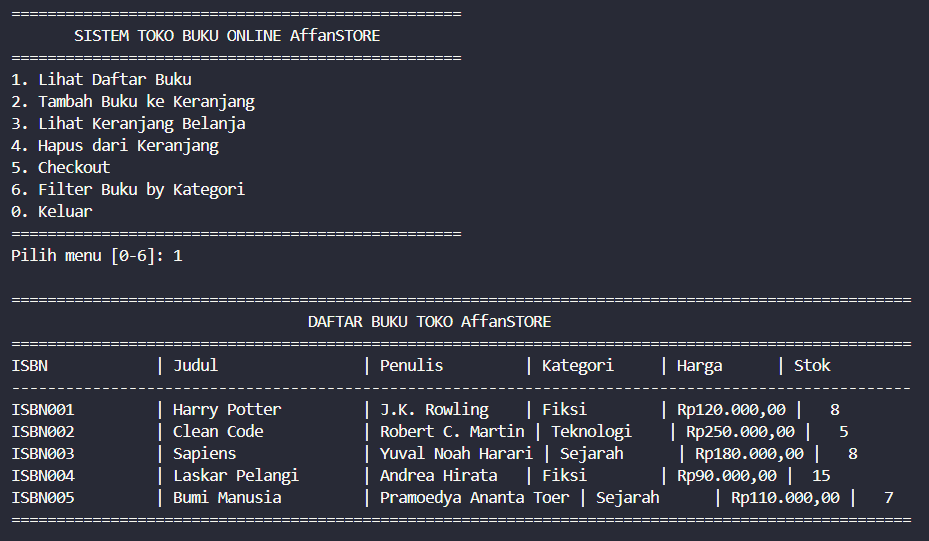 ==================================================
SISTEM TOKO BUKU ONLINE AffanSTORE
==================================================
1. Lihat Daftar Buku
2. Tambah Buku ke Keranjang
3. Lihat Keranjang Belanja
4. Hapus dari Keranjang
5. Checkout
6. Filter Buku by Kategori
0. Keluar
==================================================
Pilih menu [0-6]: 1
====================================================================================================
DAFTAR BUKU TOKO AffanSTORE
====================================================================================================
ISBN | Judul | Penulis | Kategori | Harga | Stok
----------------------------------------------------------------------------------------------------
ISBN001 | Harry Potter | J.K. Rowling | Fiksi | Rp120.000,00 | 8
ISBN002 | Clean Code | Robert C. Martin | Teknologi | Rp250.000,00 | 5
ISBN003 | Sapiens | Yuval Noah Harari | Sejarah | Rp180.000,00 | 8
ISBN004 | Laskar Pelangi | Andrea Hirata | Fiksi | Rp90.000,00 | 15
ISBN005 | Bumi Manusia | Pramoedya Ananta Toer | Sejarah | Rp110.000,00 | 7
====================================================================================================